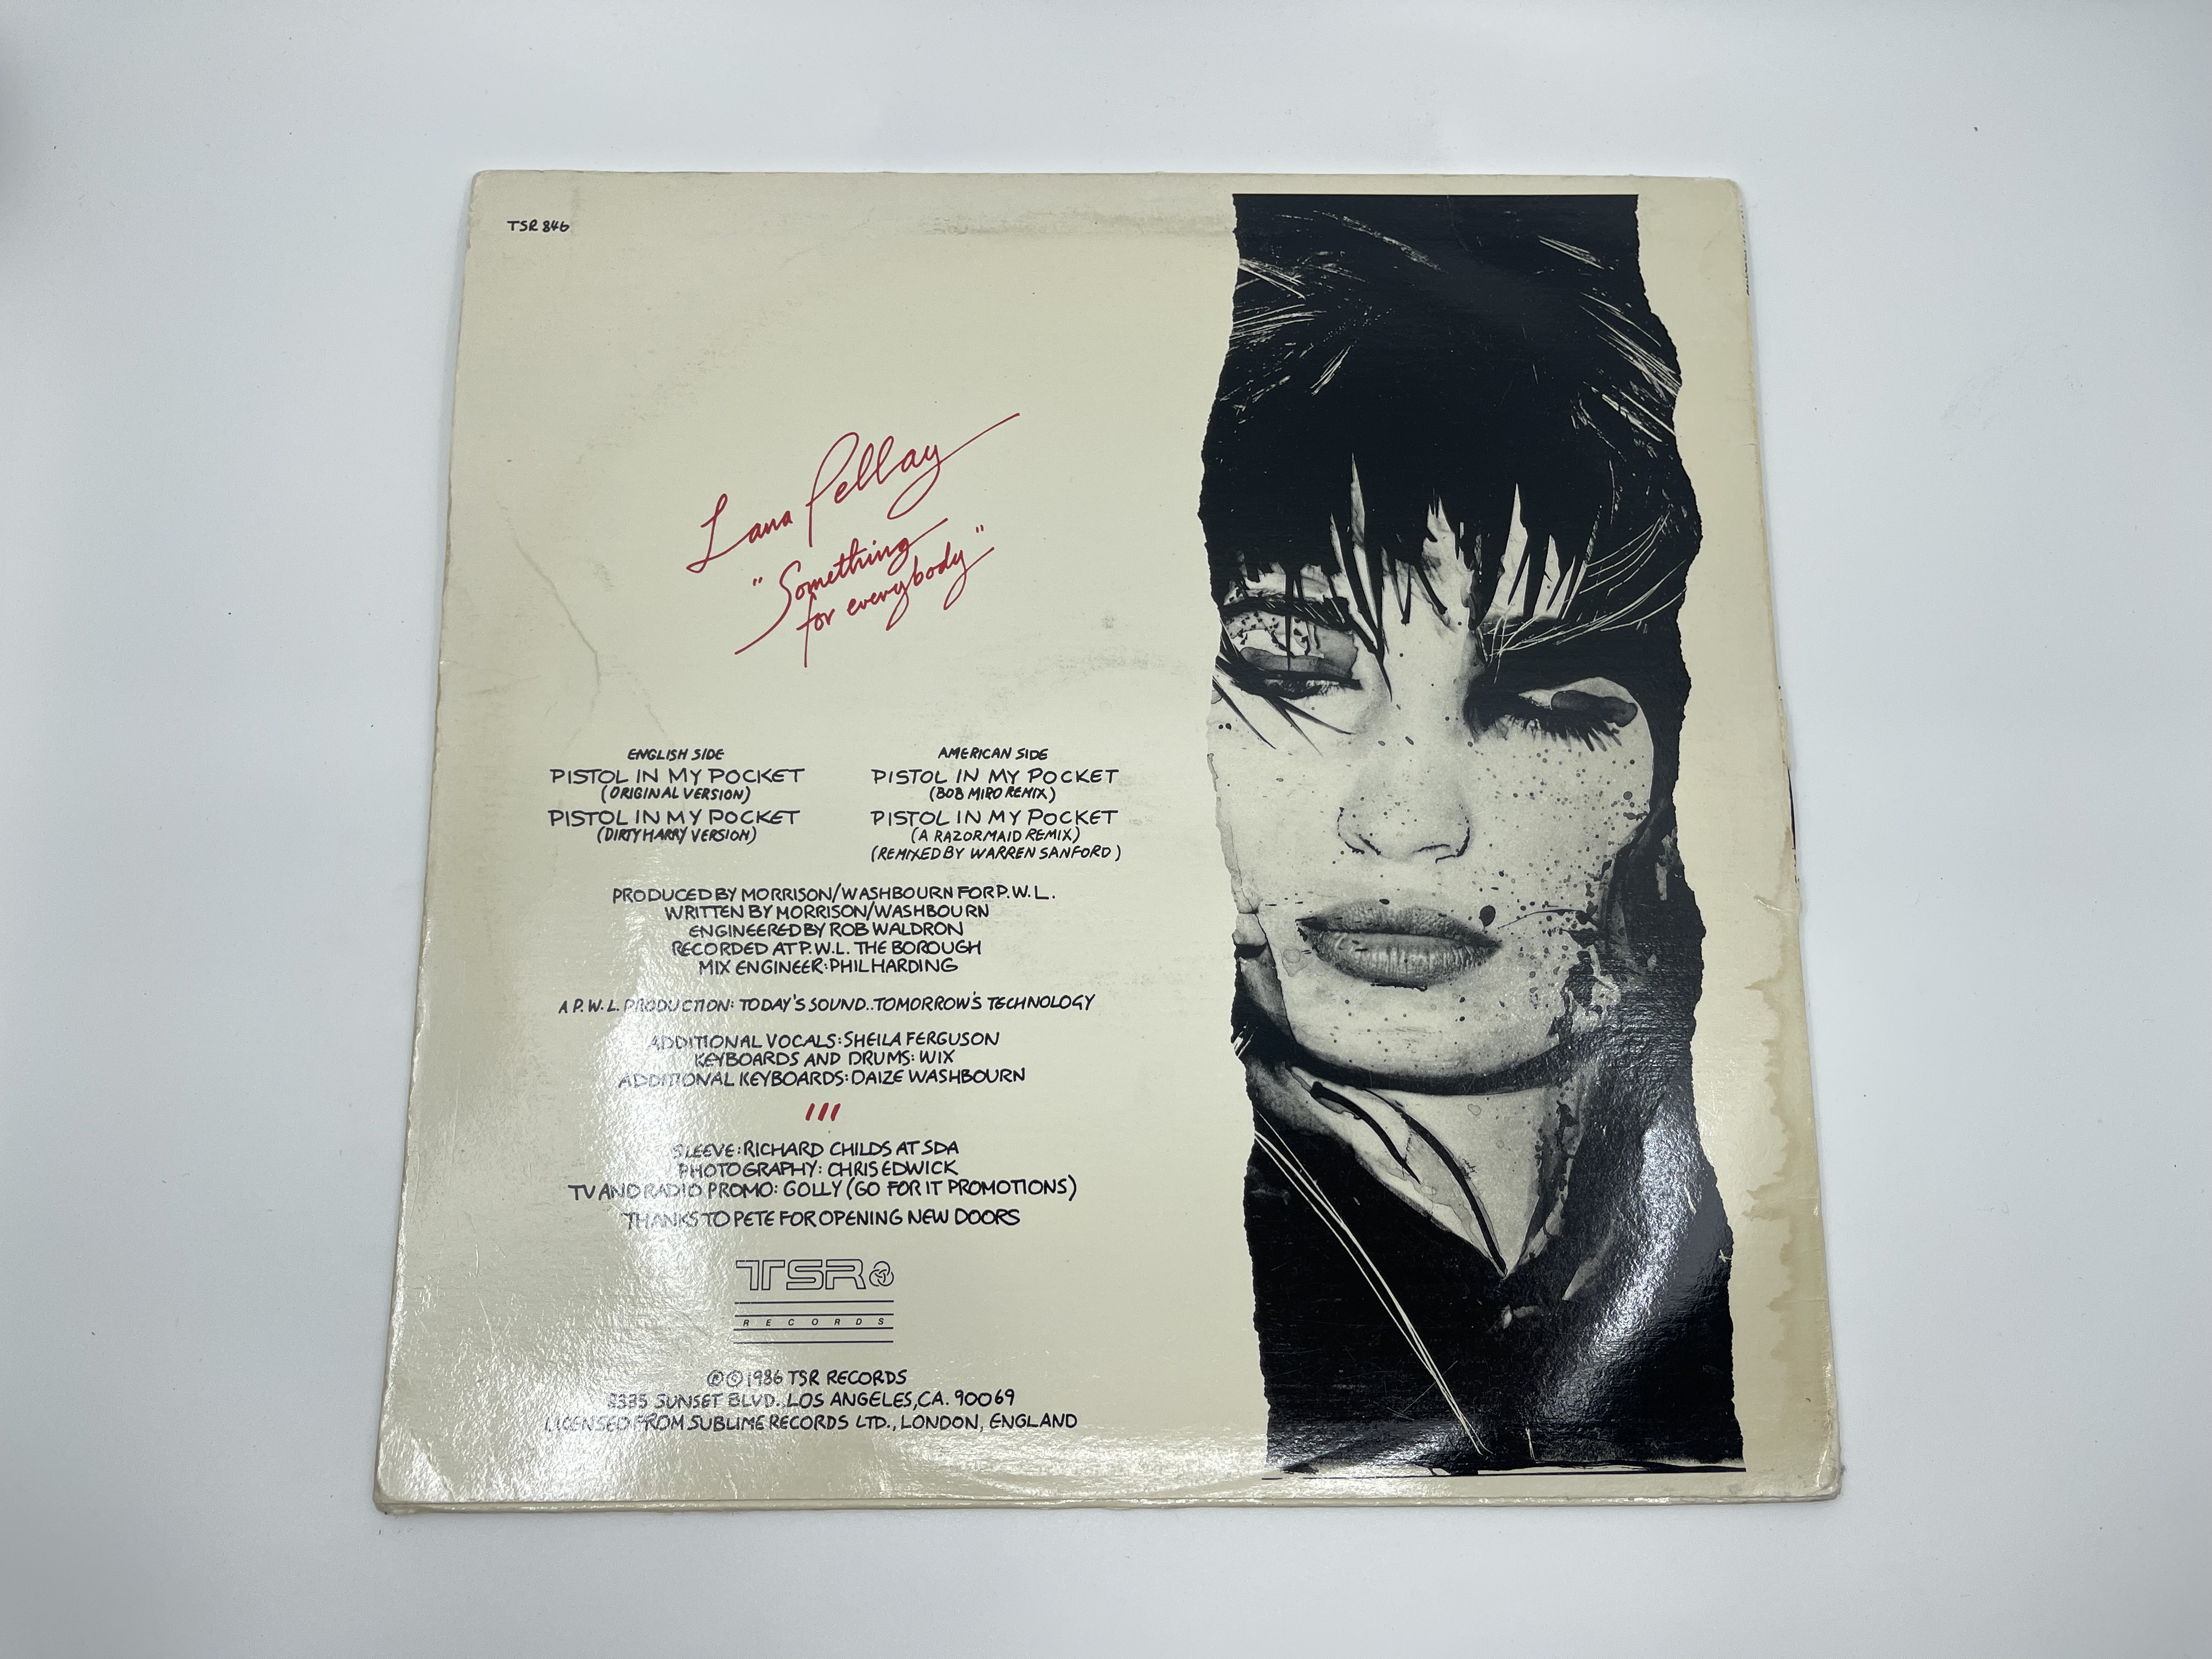 TSR 846
Lana Pellay
"Something
for everybody"
ENGLISH SIDE
PISTOL IN MY POCKET
(ORIGINAL VERSION)
PISTOL IN MY POCKET
(DIRTY HARRY VERSION)
AMERICAN SIDE
PISTOL IN MY POCKET
(BOB MIRO REMIX)
PISTOL IN MY POCKET
(A RAZORMAID REMIX)
(REMIXED BY WARREN SANFORD)
PRODUCED BY MORRISON/WASHBOURN FOR P.W.L.
WRITTEN BY MORRISON/WASHBOURN
ENGINEERED BY ROB WALDRON
RECORDED AT P.W.L. THE BOROUGH
MIX ENGINEER: PHIL HARDING
A P.W.L. PRODUCTION: TODAY'S SOUND..TOMORROW'S TECHNOLOGY
ADDITIONAL VOCALS: SHEILA FERGUSON
KEYBOARDS AND DRUMS: WIX
ADDITIONAL KEYBOARDS: DAIZE WASHBOURN
SLEEVE: RICHARD CHILDS AT SDA
PHOTOGRAPHY: CHRIS EDWICK
TV AND RADIO PROMO: GOLLY (GO FOR IT PROMOTIONS)
THANKS TO PETE FOR OPENING NEW DOORS
TSR
RECORDS
℗©1986 TSR RECORDS
8335 SUNSET BLVD. LOS ANGELES, CA. 90069
LICENSED FROM SUBLIME RECORDS LTD., LONDON, ENGLAND